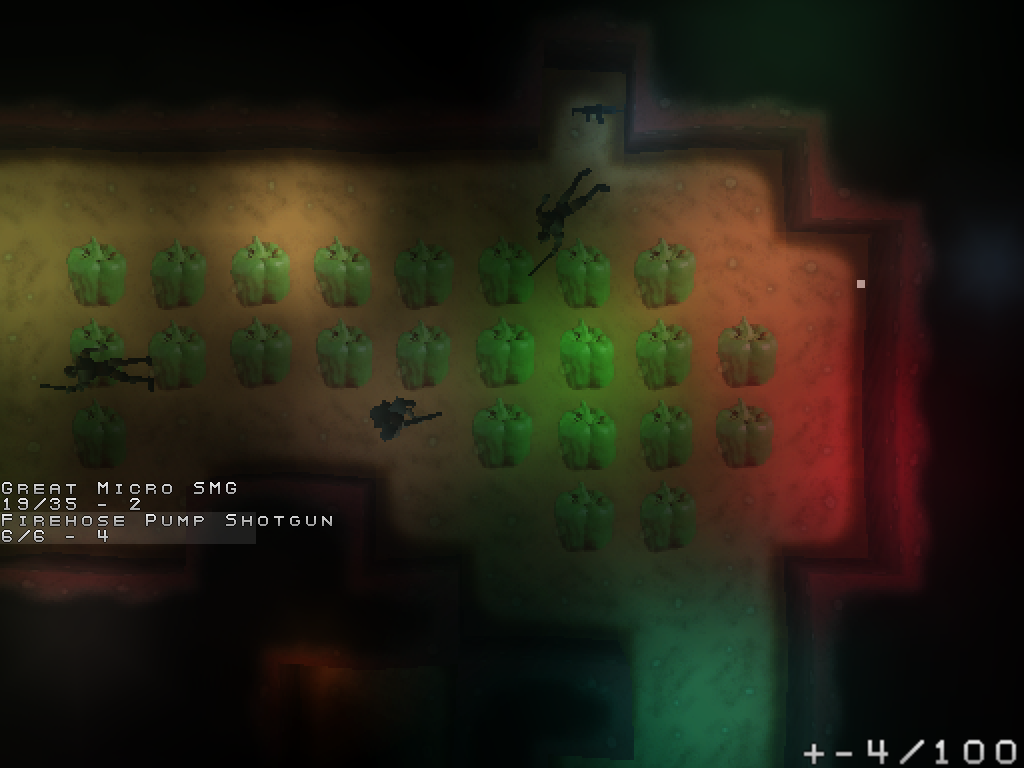 Great Micro SMG
19/35 - 2
Firehose Pump Shotgun
6/6 - 4
+-4/100